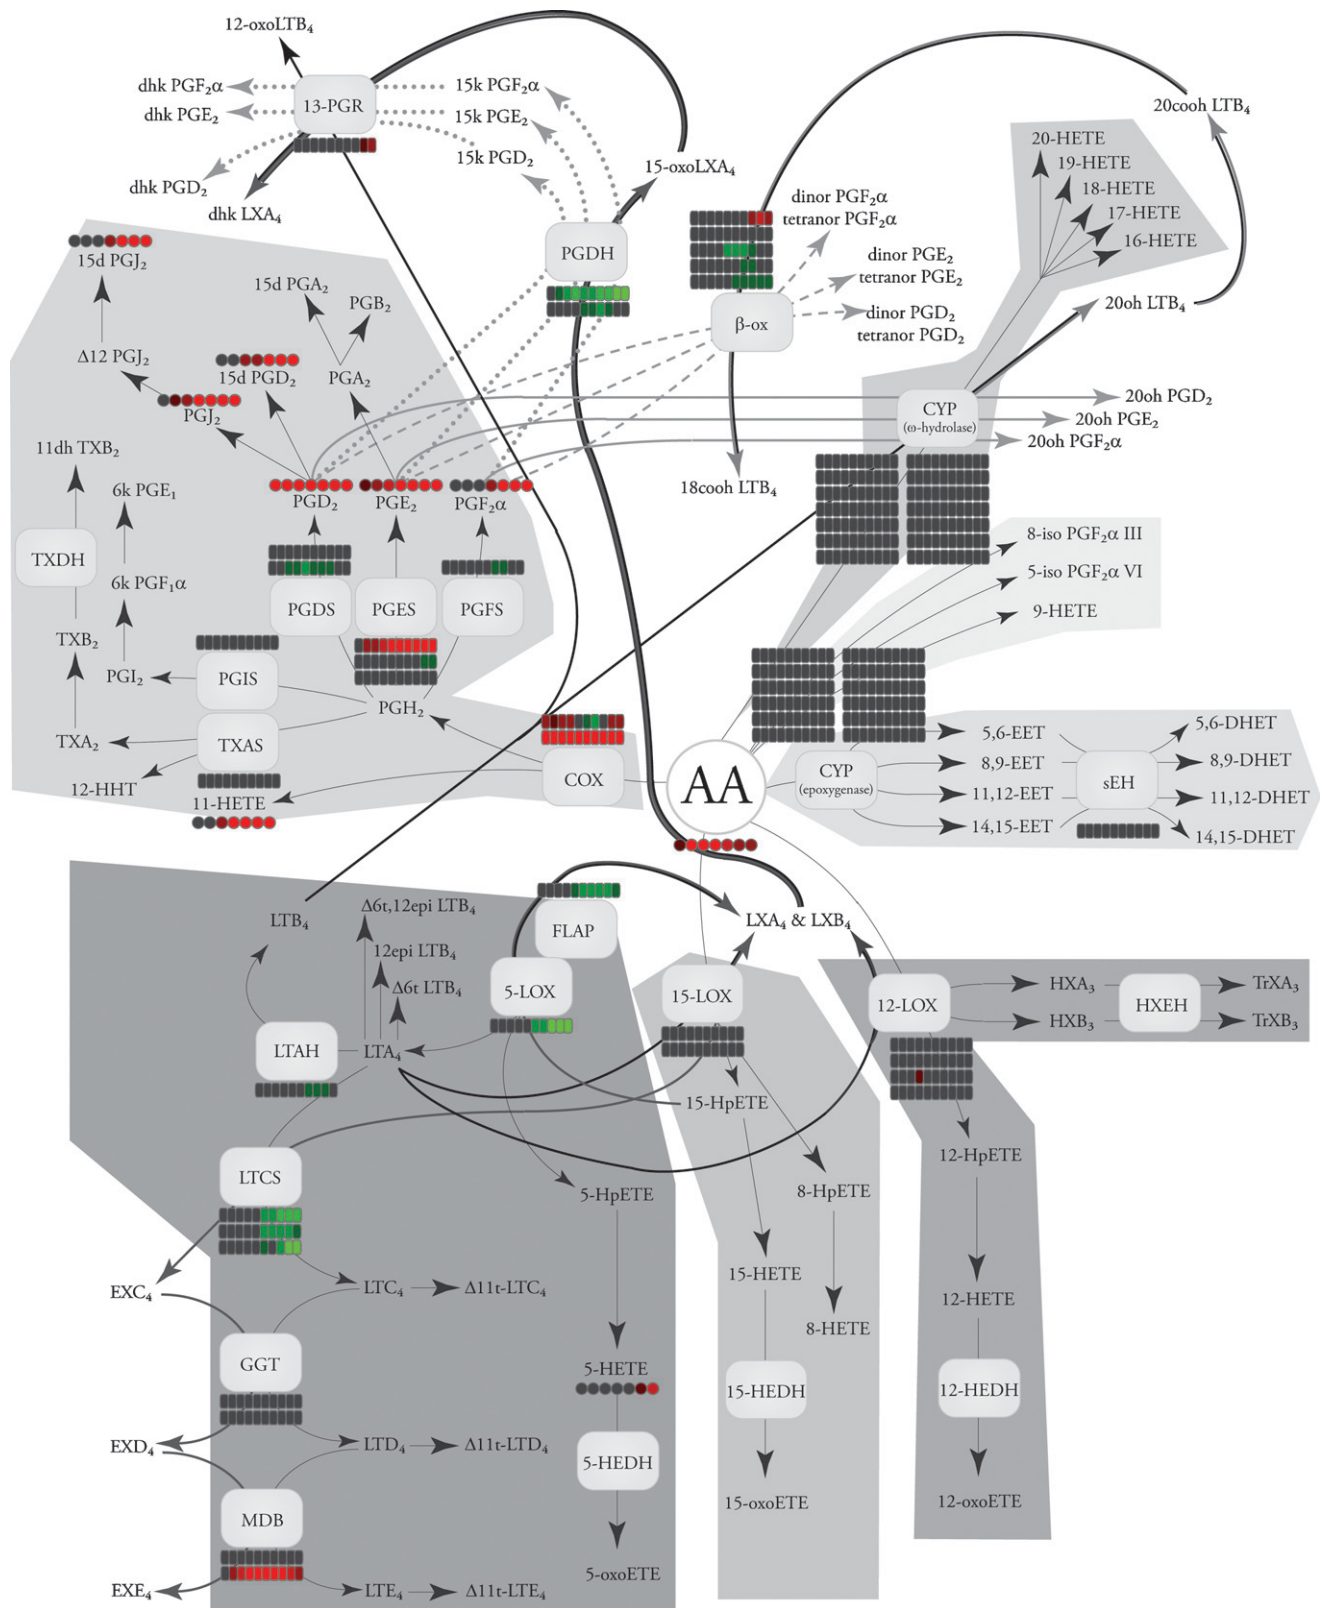 12-oxoLTB₄
dhk PGF₂α
13-PGR
15k PGF₂α
dhk PGE₂
15k PGE₂
15k PGD₂
dhk PGD₂
dhk LXA₄
15-oxoLXA₄
20cooh LTB₄
20-HETE
19-HETE
18-HETE
17-HETE
16-HETE
dinor PGF₂α
tetranor PGF₂α
dinor PGE₂
tetranor PGE₂
dinor PGD₂
tetranor PGD₂
PGDH
β-ox
20oh LTB₄
15d PGJ₂
15d PGA₂
PGB₂
Δ12 PGJ₂
15d PGD₂
PGA₂
PGJ₂
CYP
(ω-hydrolase)
20oh PGD₂
20oh PGE₂
20oh PGF₂α
18cooh LTB₄
11dh TXB₂
6k PGE₁
PGD₂
PGE₂
PGF₂α
TXDH
6k PGF₁α
PGDS
PGES
PGFS
8-iso PGF₂α III
5-iso PGF₂α VI
9-HETE
TXB₂
PGI₂
PGIS
PGH₂
TXA₂
TXAS
12-HHT
11-HETE
COX
AA
CYP
(epoxygenase)
5,6-EET
8,9-EET
11,12-EET
14,15-EET
sEH
5,6-DHET
8,9-DHET
11,12-DHET
14,15-DHET
LTB₄
Δ6t,12epi LTB₄
12epi LTB₄
Δ6t LTB₄
FLAP
5-LOX
LXA₄ & LXB₄
15-LOX
12-LOX
HXA₃
HXB₃
HXEH
TrXA₃
TrXB₃
LTAH
LTA₄
15-HpETE
LTCS
5-HpETE
8-HpETE
12-HpETE
EXC₄
LTC₄
Δ11t-LTC₄
15-HETE
8-HETE
12-HETE
GGT
5-HETE
15-HEDH
12-HEDH
EXD₄
LTD₄
Δ11t-LTD₄
5-HEDH
15-oxoETE
12-oxoETE
MDB
5-oxoETE
EXE₄
LTE₄
Δ11t-LTE₄